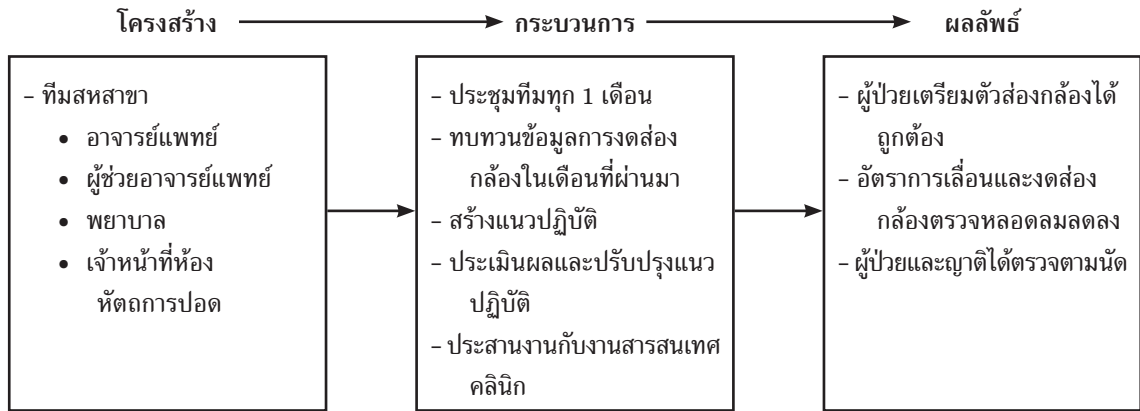 โครงสร้าง
กระบวนการ
ผลลัพธ์
- ทีมสหสาขา
• อาจารย์แพทย์
• ผู้ช่วยอาจารย์แพทย์
• พยาบาล
• เจ้าหน้าที่ห้อง
หัตถการปอด
- ประชุมทีมทุก 1 เดือน
- ทบทวนข้อมูลการงดส่อง
กล้องในเดือนที่ผ่านมา
- สร้างแนวปฏิบัติ
- ประเมินผลและปรับปรุงแนว
ปฏิบัติ
- ประสานงานกับงานสารสนเทศ
คลินิก
- ผู้ป่วยเตรียมตัวส่องกล้องได้
ถูกต้อง
- อัตราการเลื่อนและงดส่อง
กล้องตรวจหลอดลมลดลง
- ผู้ป่วยและญาติได้ตรวจตามนัด